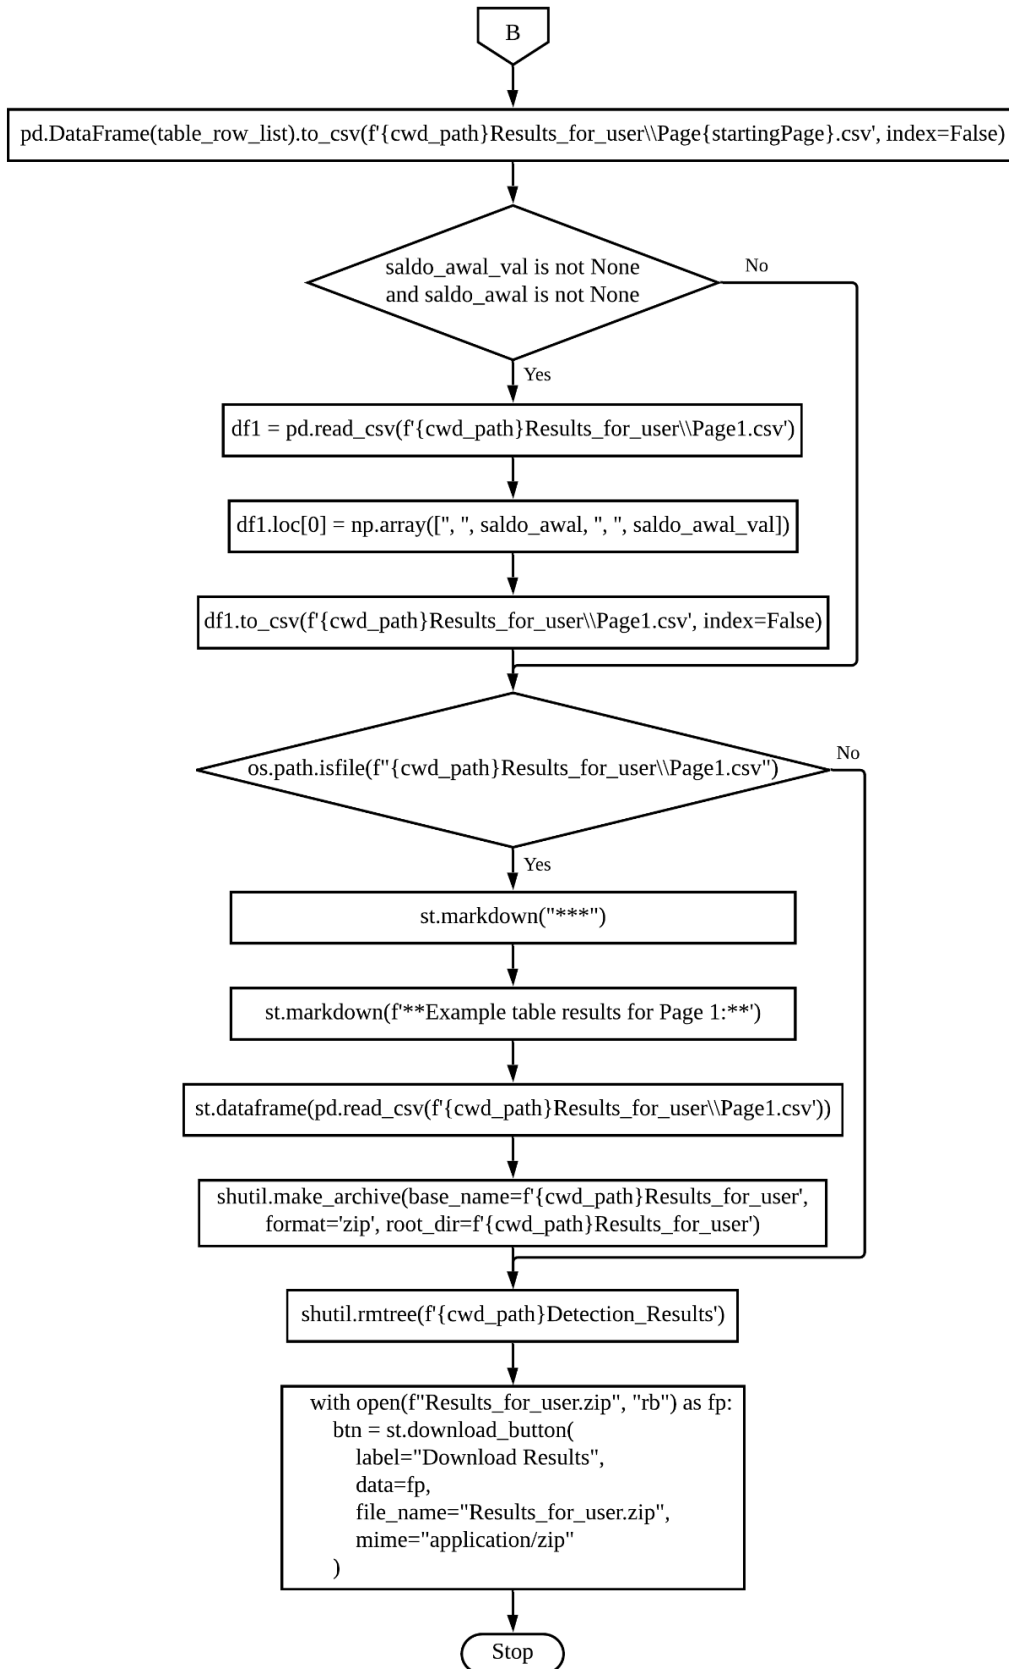 B
pd.DataFrame(table_row_list).to_csv(f'{cwd_path}Results_for_user\\Page{startingPage}.csv', index=False)
saldo_awal_val is not None
and saldo_awal is not None
No
Yes
df1 = pd.read_csv(f'{cwd_path}Results_for_user\\Page1.csv')
df1.loc[0] = np.array(['', '', saldo_awal, '', '', saldo_awal_val])
df1.to_csv(f'{cwd_path}Results_for_user\\Page1.csv', index=False)
os.path.isfile(f"{cwd_path}Results_for_user\\Page1.csv")
No
Yes
st.markdown("***")
st.markdown(f'**Example table results for Page 1:**')
st.dataframe(pd.read_csv(f'{cwd_path}Results_for_user\\Page1.csv'))
shutil.make_archive(base_name=f'{cwd_path}Results_for_user',
format='zip', root_dir=f'{cwd_path}Results_for_user')
shutil.rmtree(f'{cwd_path}Detection_Results')
with open(f"Results_for_user.zip", "rb") as fp:
btn = st.download_button(
label="Download Results",
data=fp,
file_name="Results_for_user.zip",
mime="application/zip"
)
Stop